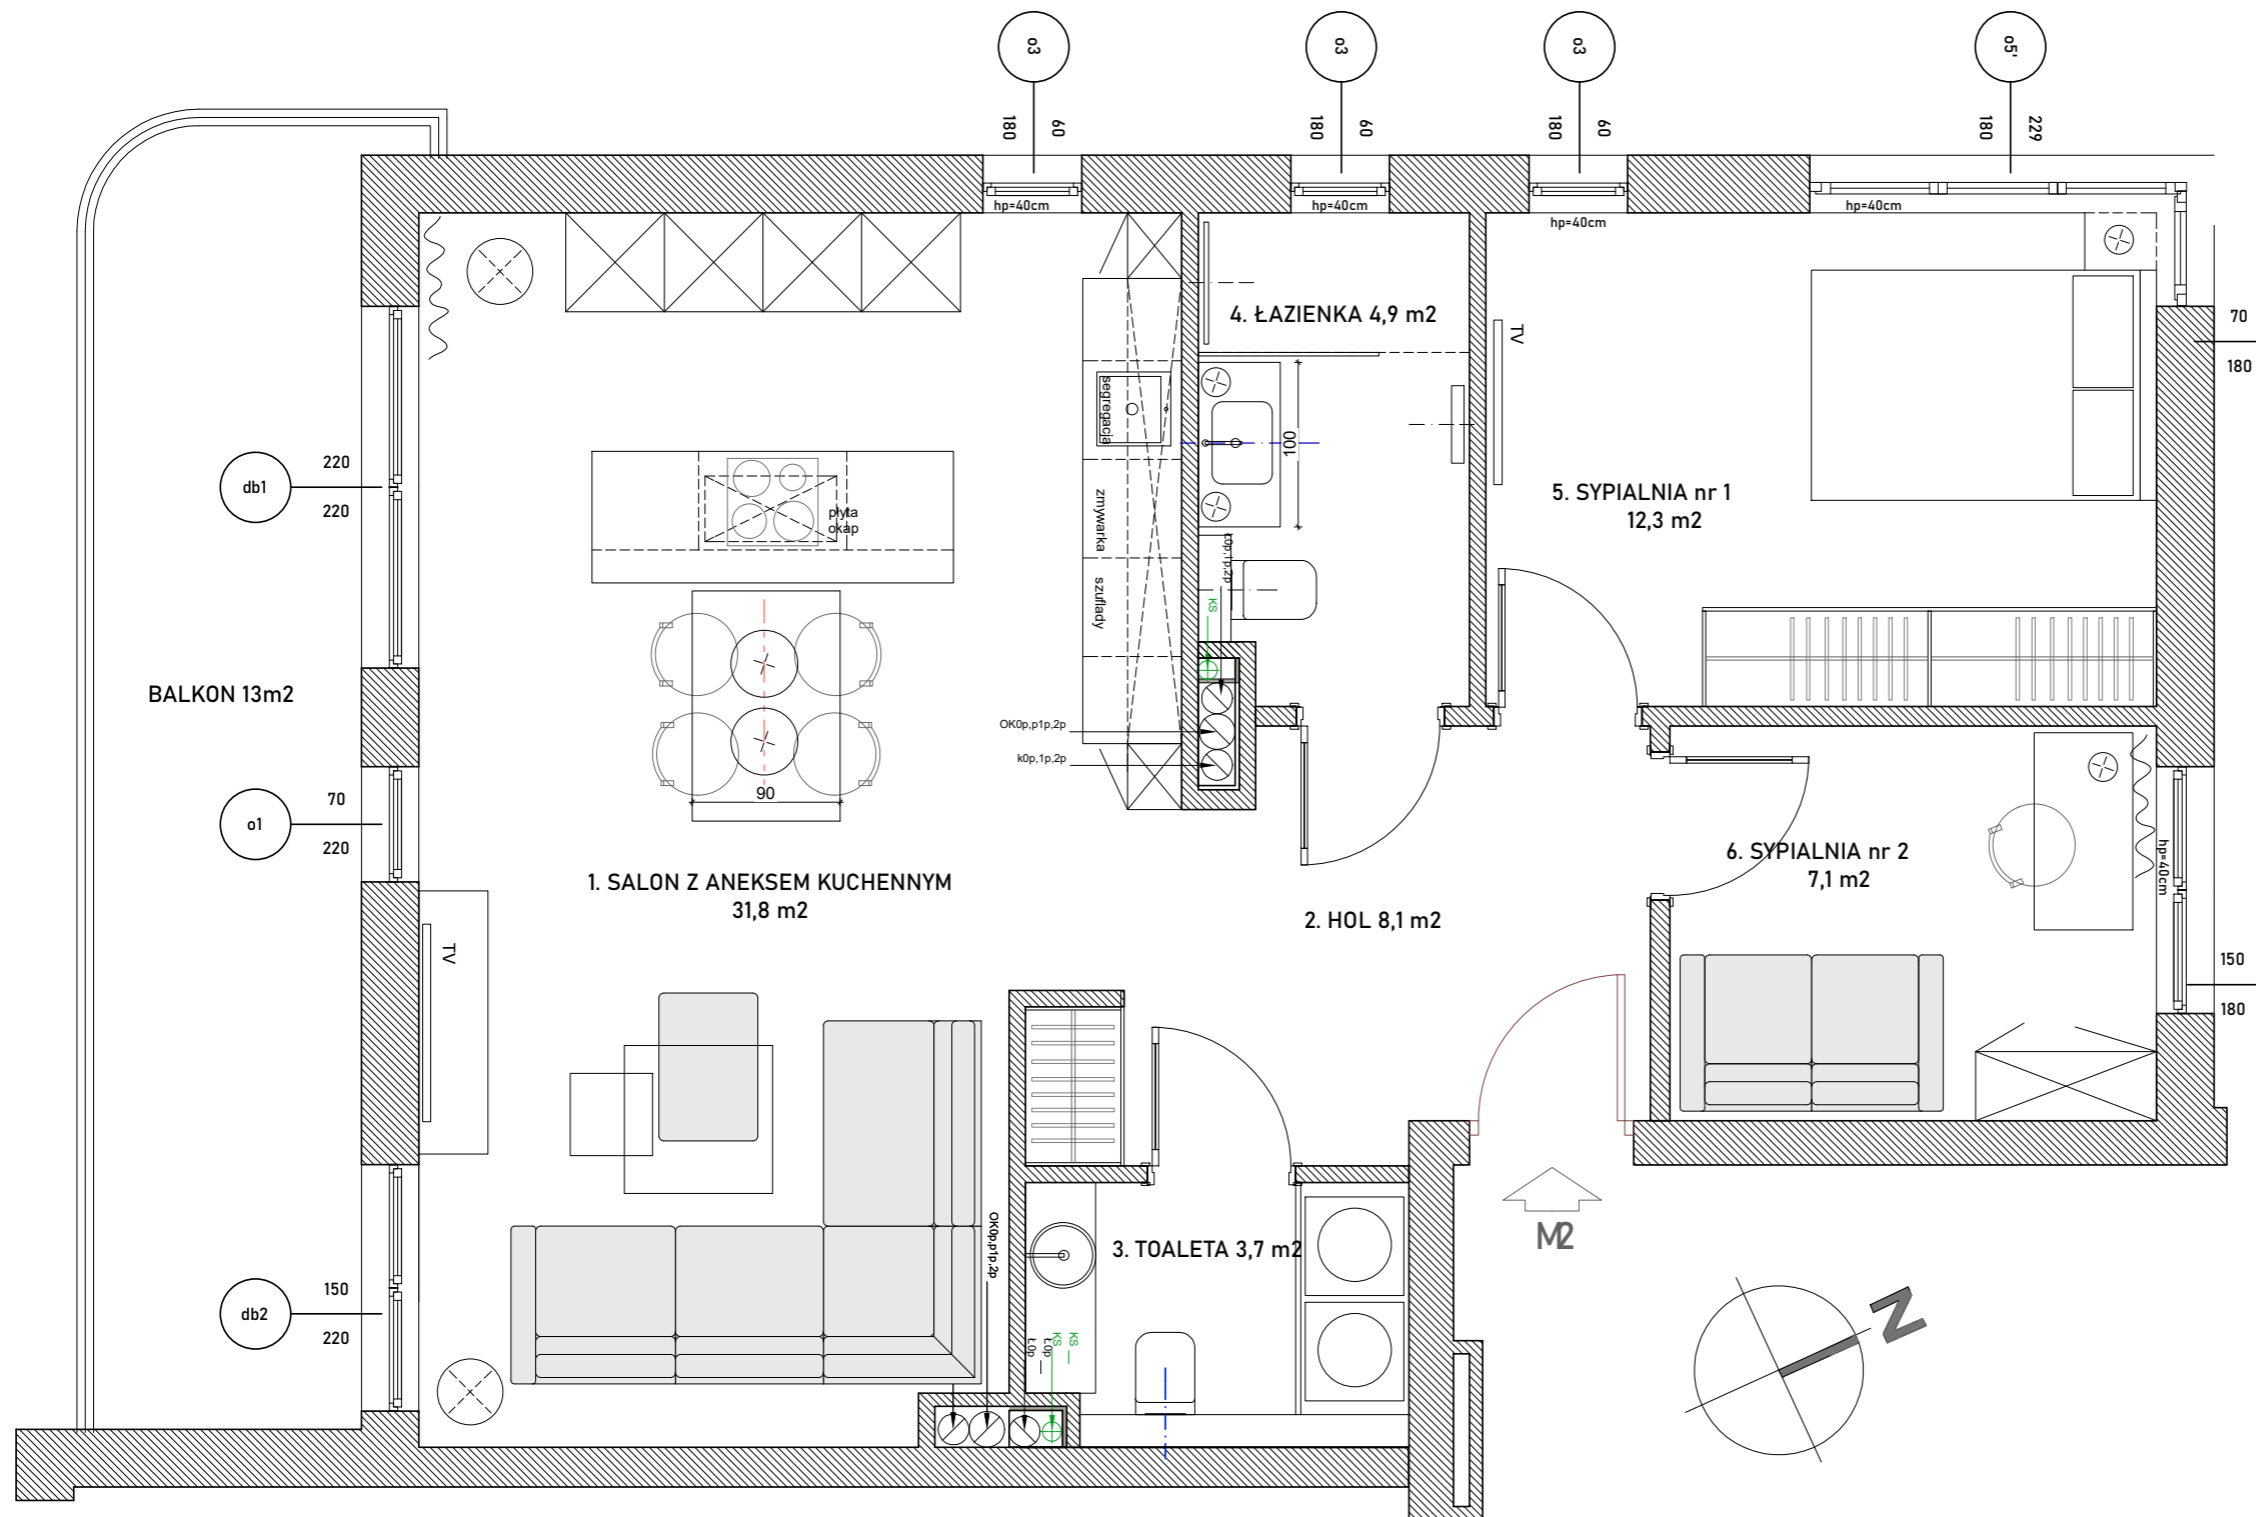 o3
o3
o3
o5'
180
60
180
60
180
60
180
229
hp=40cm
hp=40cm
hp=40cm
hp=40cm
4. ŁAZIENKA 4,9 m2
TV
70
180
segregacja
100
db1
220
220
płyta
okap
zmywarka
szuflady
5. SYPIALNIA nr 1
12,3 m2
KS
BALKON 13m2
OK0p,p1p,2p
k0p,1p,2p
90
o1
70
220
1. SALON Z ANEKSEM KUCHENNYM
31,8 m2
2. HOL 8,1 m2
6. SYPIALNIA nr 2
7,1 m2
hp=40cm
TV
150
180
OK0p,p1p,2p
3. TOALETA 3,7 m2
M2
N
db2
150
220
Ł0p
Ł0p
KS
KS